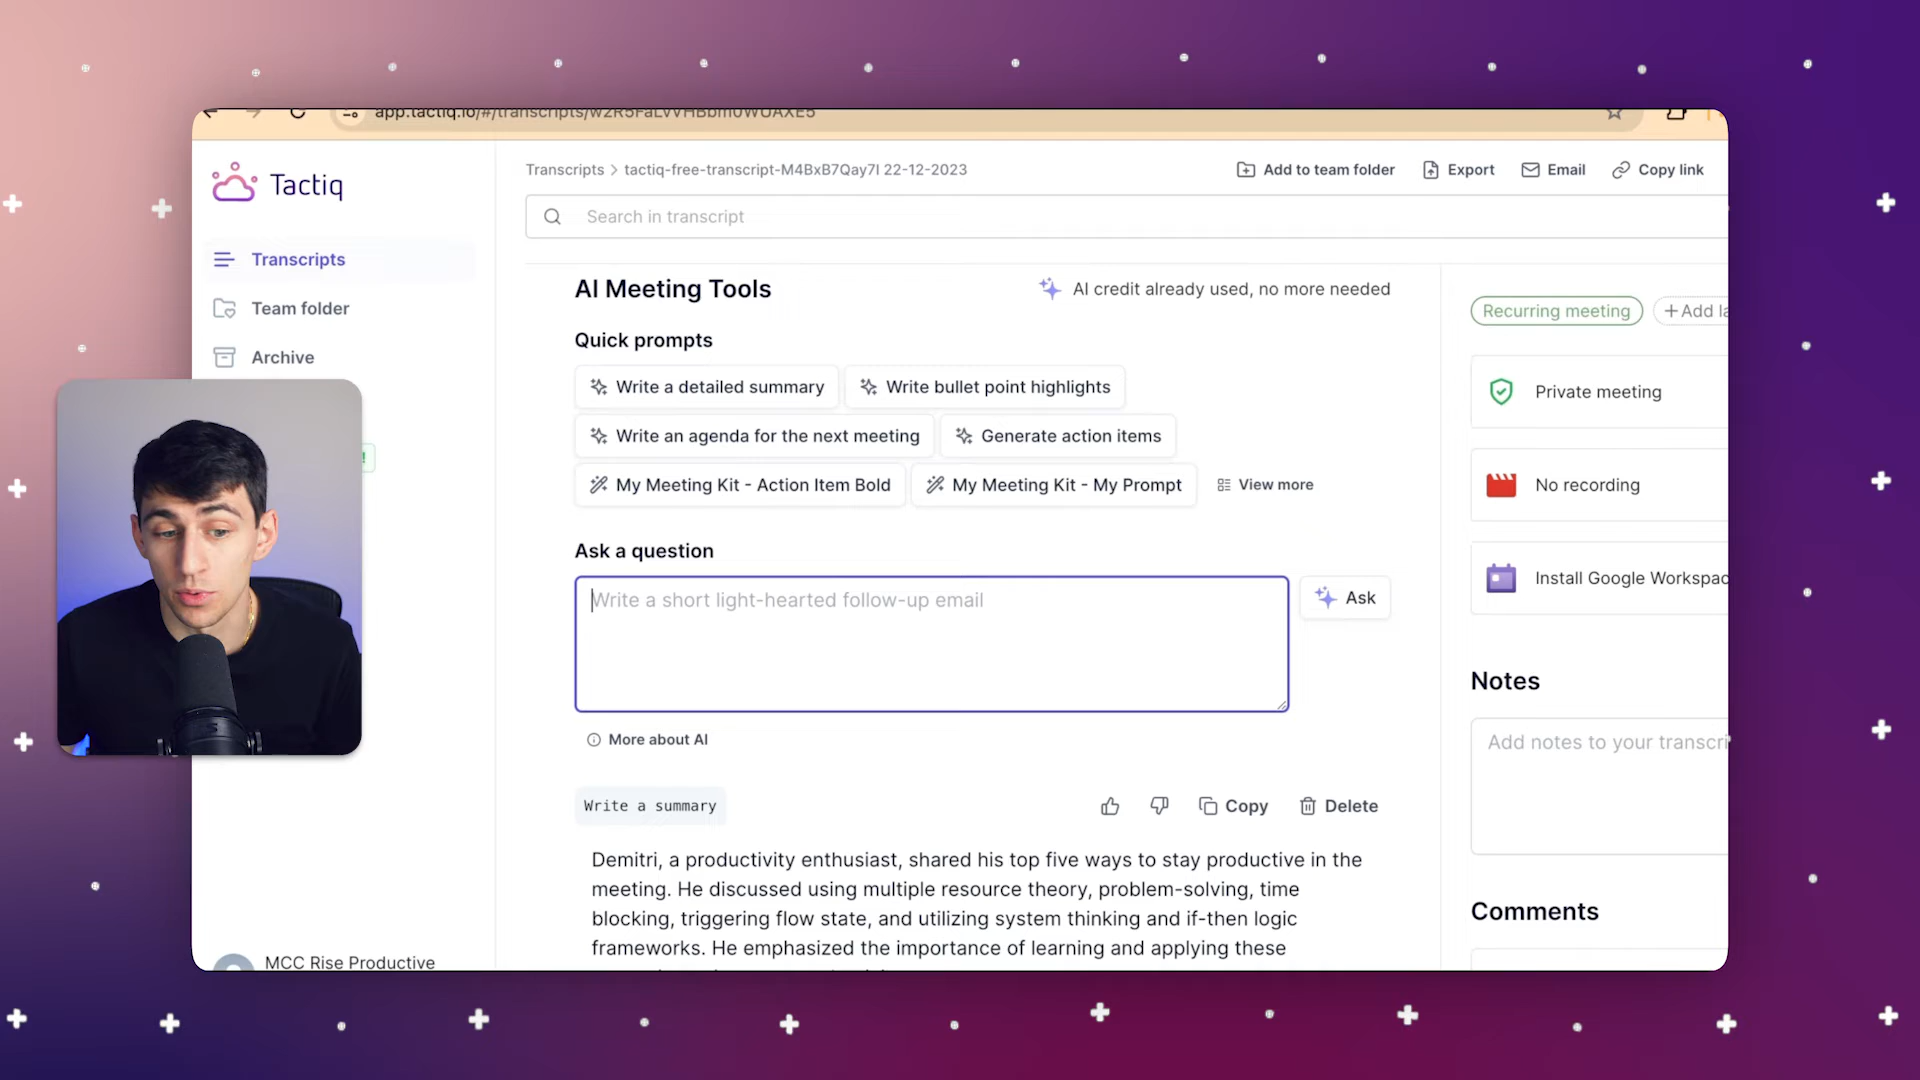 Tactiq
Transcripts
Team folder
Archive
MCC Rise Productive
Transcripts > tactiq-free-transcript-M4BxB7Qay7I 22-12-2023
Add to team folder
Export
Email
Copy link
Search in transcript
AI Meeting Tools
AI credit already used, no more needed
Quick prompts
Write a detailed summary
Write bullet point highlights
Write an agenda for the next meeting
Generate action items
My Meeting Kit - Action Item Bold
My Meeting Kit - My Prompt
View more
Ask a question
Write a short light-hearted follow-up email
Ask
More about AI
Write a summary
Copy
Delete
Demitri, a productivity enthusiast, shared his top five ways to stay productive in the
meeting. He discussed using multiple resource theory, problem-solving, time
blocking, triggering flow state, and utilizing system thinking and if-then logic
frameworks. He emphasized the importance of learning and applying these
Recurring meeting
+ Add la
Private meeting
No recording
Install Google Workspac
Notes
Add notes to your transcri
Comments